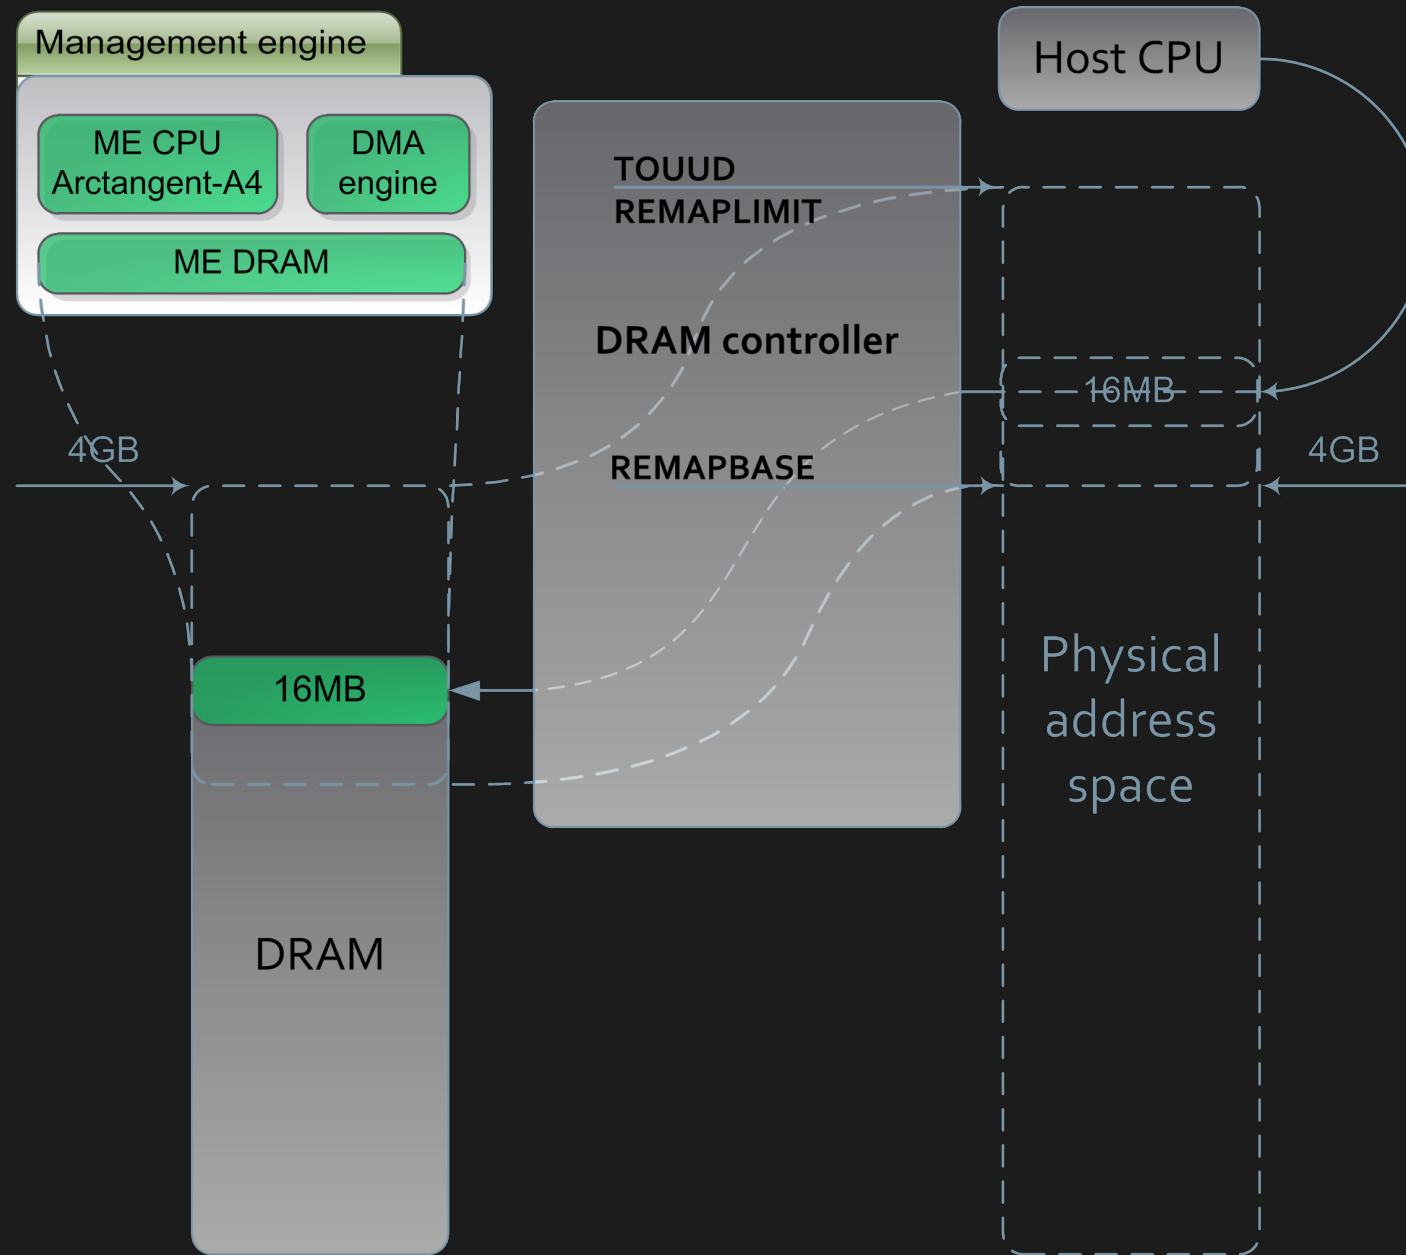 Management engine
ME CPU
Arctangent-A4
DMA
engine
ME DRAM
Host CPU
TOUUD
REMAPLIMIT
DRAM controller
16MB
4GB
REMAPBASE
4GB
16MB
Physical
address
space
DRAM